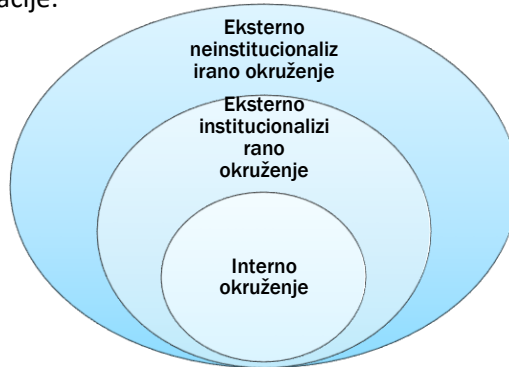 acije:
Eksterno
neinstitucionaliz
irano okruženje
Eksterno
institucionalizi
rano
okruženje
Interno
okruženje